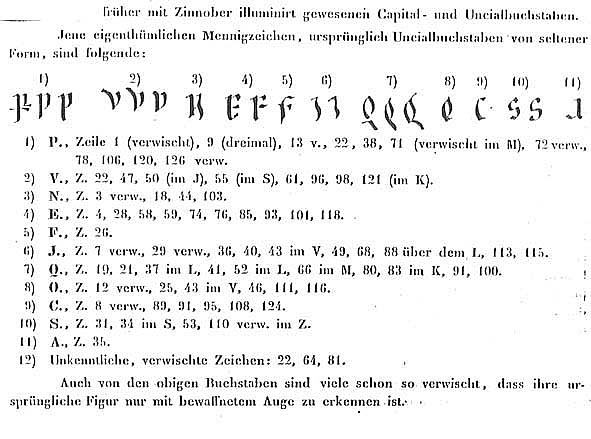 früher mit Zinnober illuminirt gewesenen Capital- und Uncialbuchstaben.
Jene eigenthümlichen Mennigzeichen, ursprünglich Uncialbuchstaben von seltener
Form, sind folgende:
1) 2) 3) 4) 5) 6) 7) 8) 9) 10) 11)
1) P., Zeile 1 (verwischt), 9 (dreimal), 13 v., 22, 38, 71 (verwischt im M), 72 verw.,
78, 106, 120, 126 verw.
2) V., Z. 22, 47, 50 (im J), 55 (im S), 61, 96, 98, 121 (im K).
3) N., Z. 3 verw., 18, 44, 103.
4) E., Z. 4, 28, 58, 59, 74, 76, 85, 93, 101, 118.
5) F., Z. 26.
6) J., Z. 7 verw., 29 verw., 36, 40, 43 im V, 49, 68, 88 über dem L, 113, 115.
7) Q., Z. 19, 21, 37 im L, 41, 52 im L, 66 im M, 80, 83 im K, 91, 100.
8) O., Z. 12 verw., 25, 43 im V, 46, 111, 116.
9) C., Z. 8 verw., 89, 91, 95, 108, 124.
10) S., Z. 31, 34 im S, 53, 110 verw. im Z.
11) A., Z. 35.
12) Unkenntliche, verwischte Zeichen: 22, 64, 81.
Auch von den obigen Buchstaben sind viele schon so verwischt, dass ihre ur-
sprüngliche Figur nur mit bewaffnetem Auge zu erkennen ist.